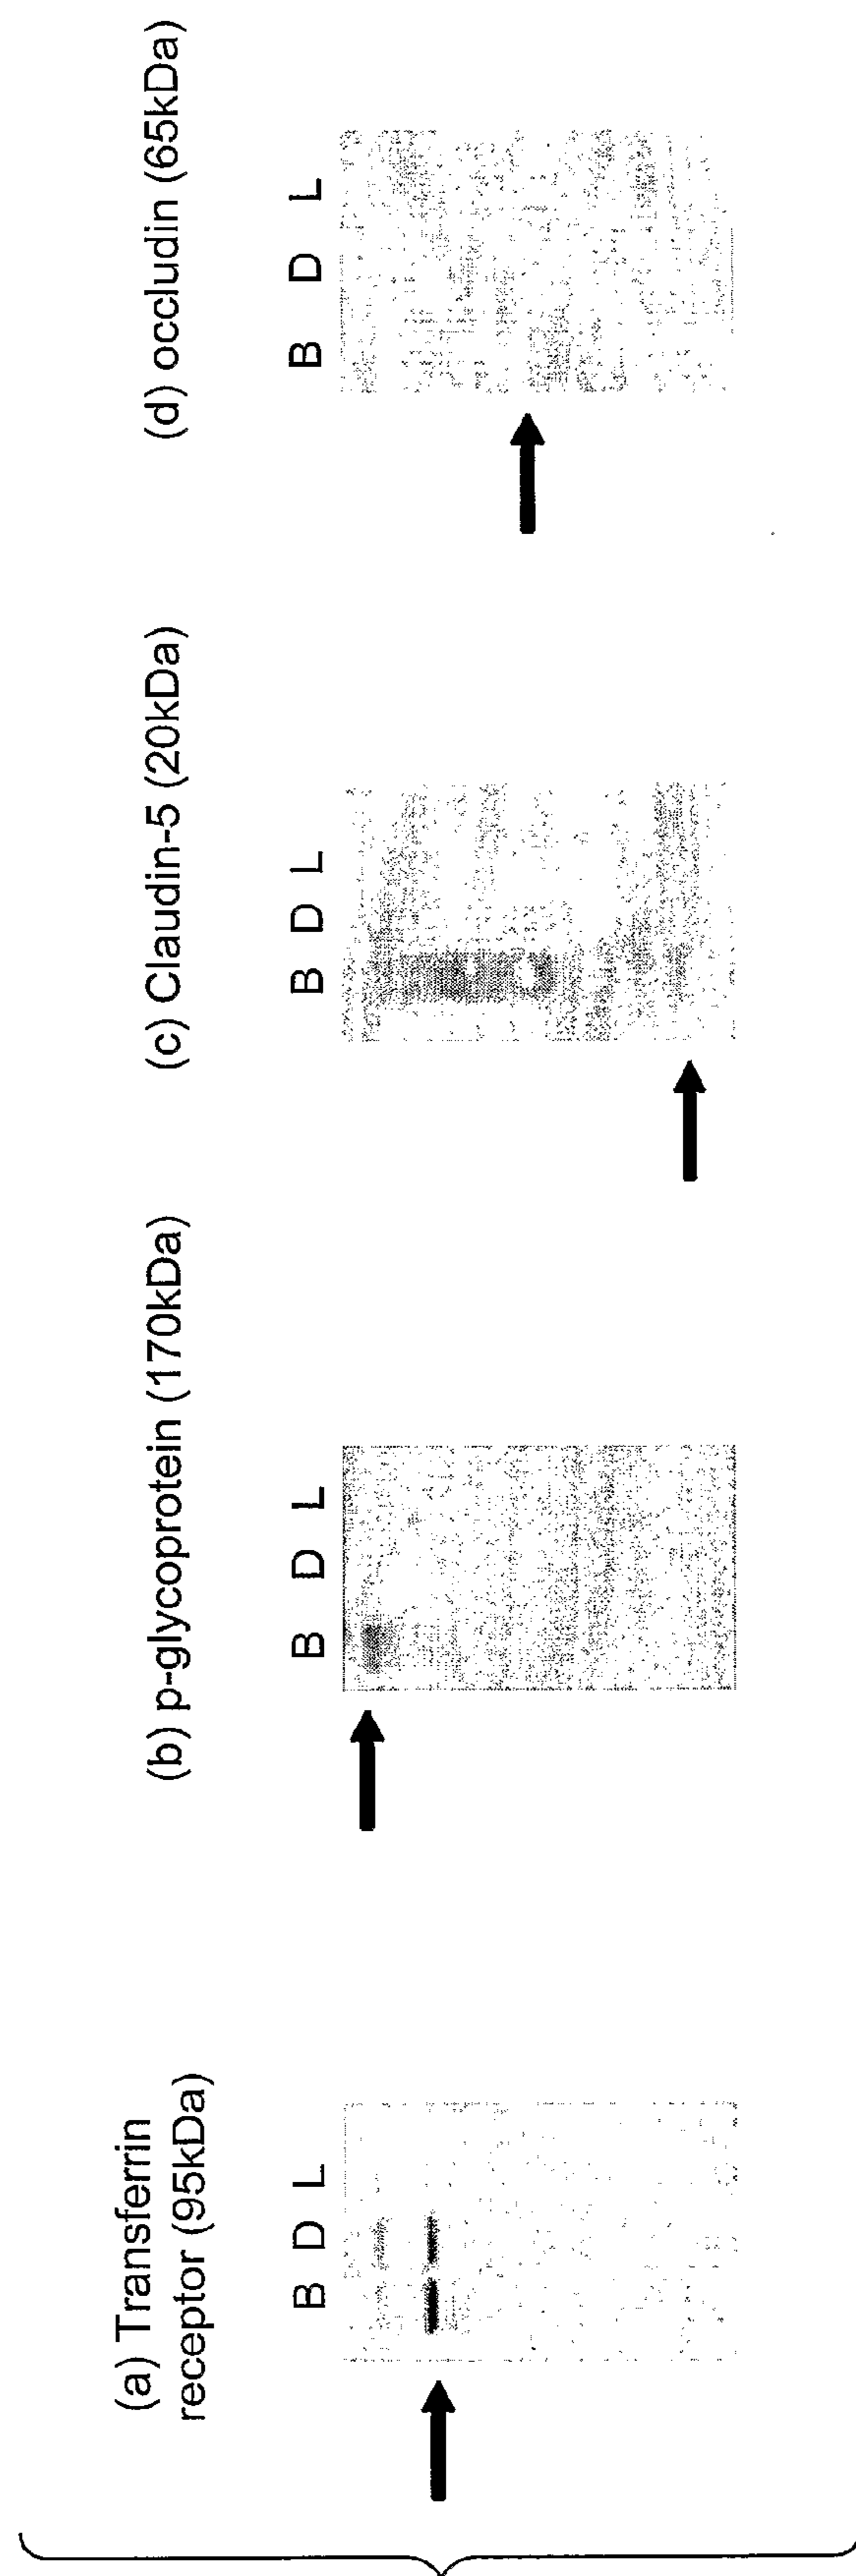 (a) Transferrin
receptor (95kDa)
B D L
(b) p-glycoprotein (170kDa)
B D L
(c) Claudin-5 (20kDa)
B D L
(d) occludin (65kDa)
B D L